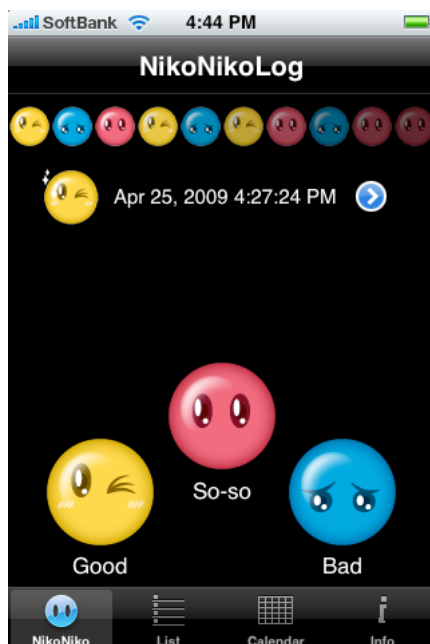 SoftBank 4:44 PM
NikoNikoLog
Apr 25, 2009 4:27:24 PM
So-so
Good
Bad
NikoNiko List Calendar Info